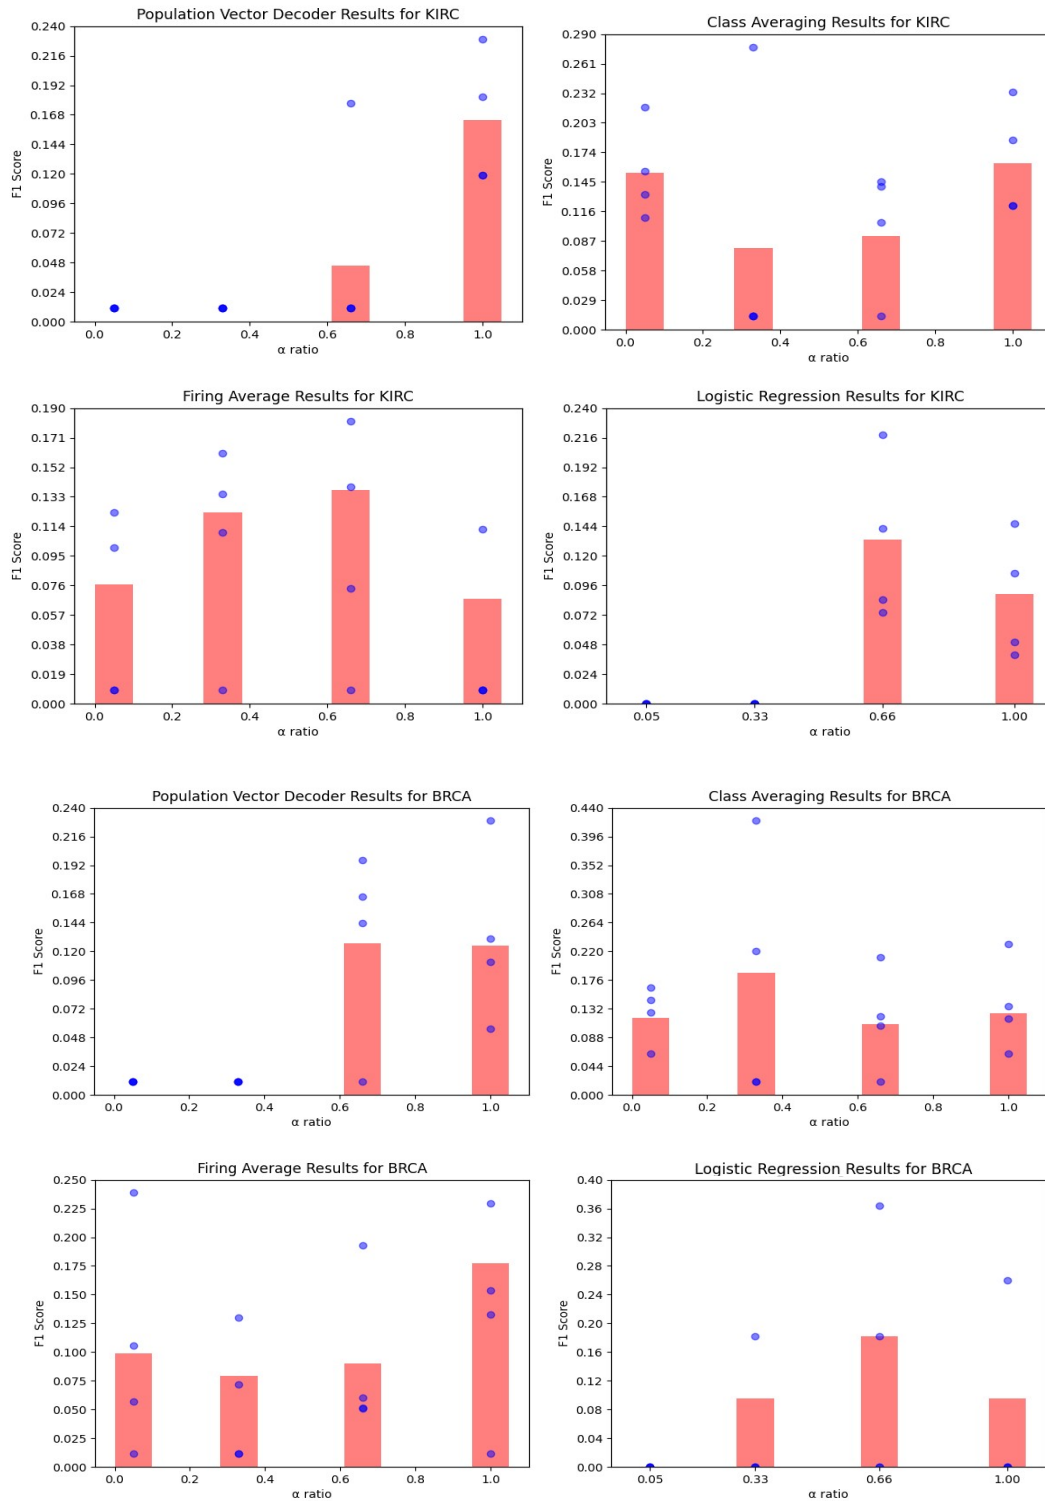 Population Vector Decoder Results for KIRC
F1 Score
0.240
0.216
0.192
0.168
0.144
0.120
0.096
0.072
0.048
0.024
0.000
0.0 0.2 0.4 0.6 0.8 1.0
α ratio
Class Averaging Results for KIRC
F1 Score
0.290
0.261
0.232
0.203
0.174
0.145
0.116
0.087
0.058
0.029
0.000
0.0 0.2 0.4 0.6 0.8 1.0
α ratio
Firing Average Results for KIRC
F1 Score
0.190
0.171
0.152
0.133
0.114
0.095
0.076
0.057
0.038
0.019
0.000
0.0 0.2 0.4 0.6 0.8 1.0
α ratio
Logistic Regression Results for KIRC
F1 Score
0.240
0.216
0.192
0.168
0.144
0.120
0.096
0.072
0.048
0.024
0.000
0.05 0.33 0.66 1.00
α ratio
Population Vector Decoder Results for BRCA
F1 Score
0.240
0.216
0.192
0.168
0.144
0.120
0.096
0.072
0.048
0.024
0.000
0.0 0.2 0.4 0.6 0.8 1.0
α ratio
Class Averaging Results for BRCA
F1 Score
0.440
0.396
0.352
0.308
0.264
0.220
0.176
0.132
0.088
0.044
0.000
0.0 0.2 0.4 0.6 0.8 1.0
α ratio
Firing Average Results for BRCA
F1 Score
0.250
0.225
0.200
0.175
0.150
0.125
0.100
0.075
0.050
0.025
0.000
0.0 0.2 0.4 0.6 0.8 1.0
α ratio
Logistic Regression Results for BRCA
F1 Score
0.40
0.36
0.32
0.28
0.24
0.20
0.16
0.12
0.08
0.04
0.00
0.05 0.33 0.66 1.00
α ratio